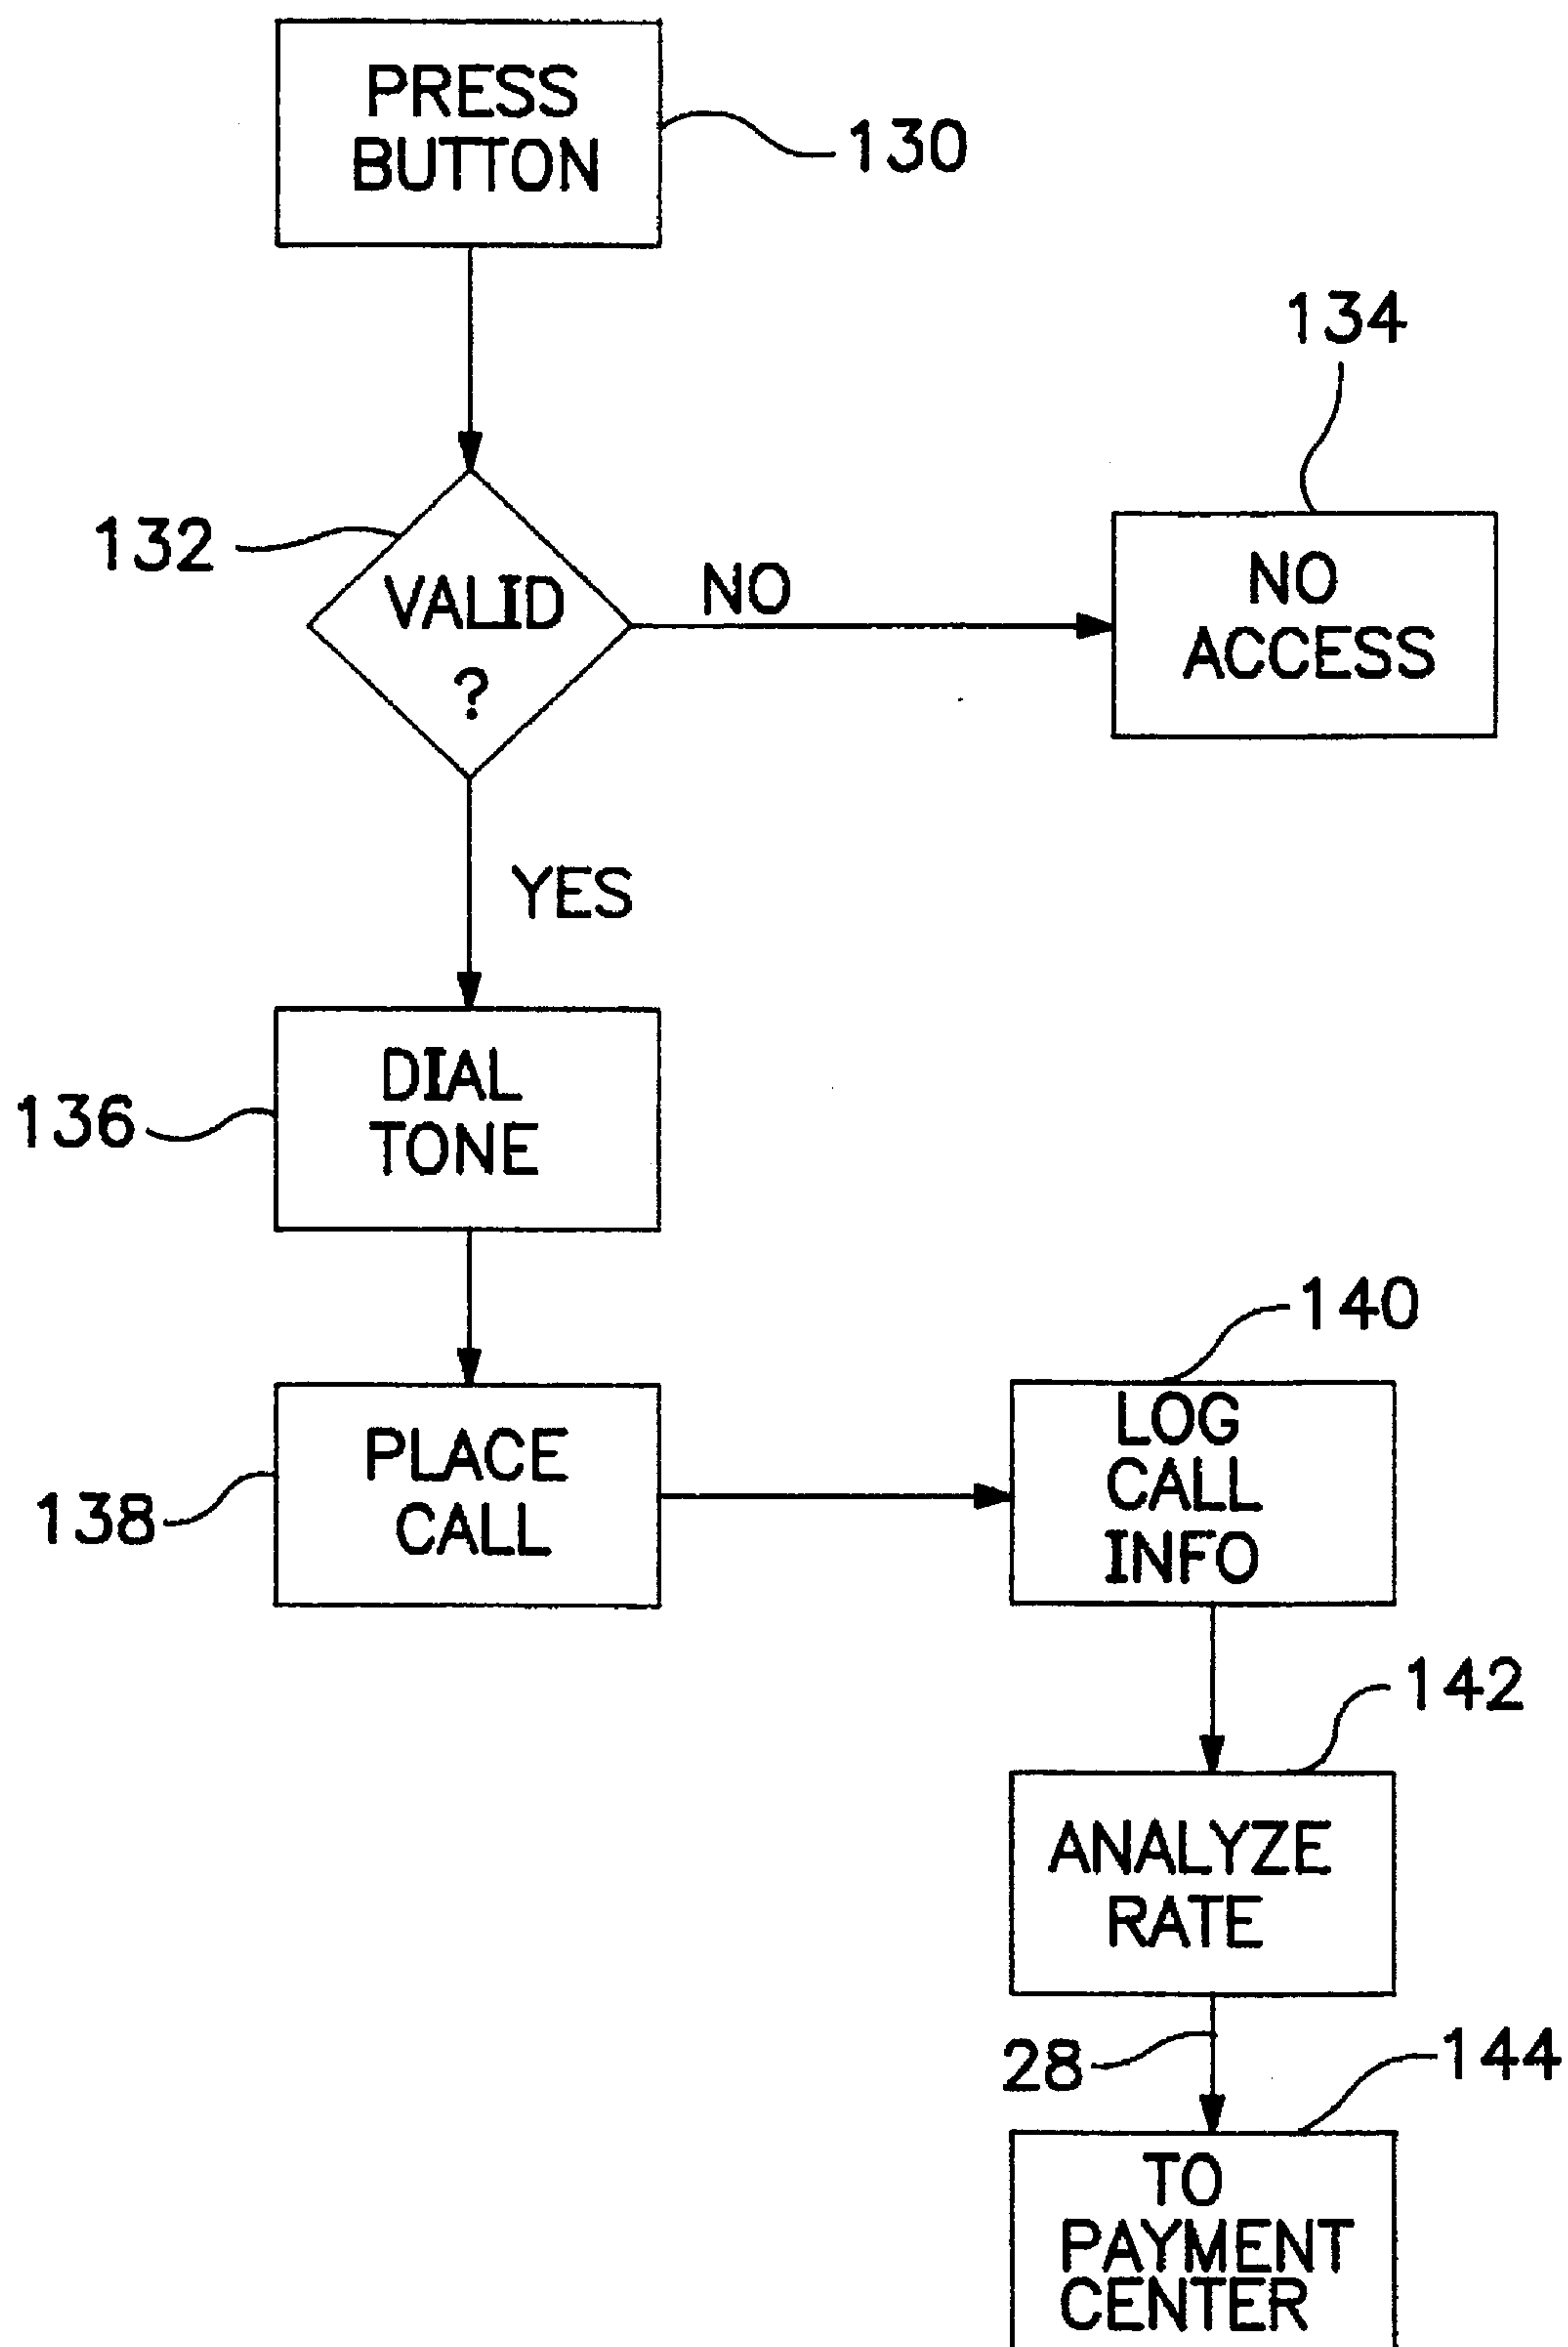 PRESS
BUTTON
130
134
132
VALID
?
NO
NO
ACCESS
YES
DIAL
TONE
136
140
PLACE
CALL
138
LOG
CALL
INFO
142
ANALYZE
RATE
28
144
TO
PAYMENT
CENTER